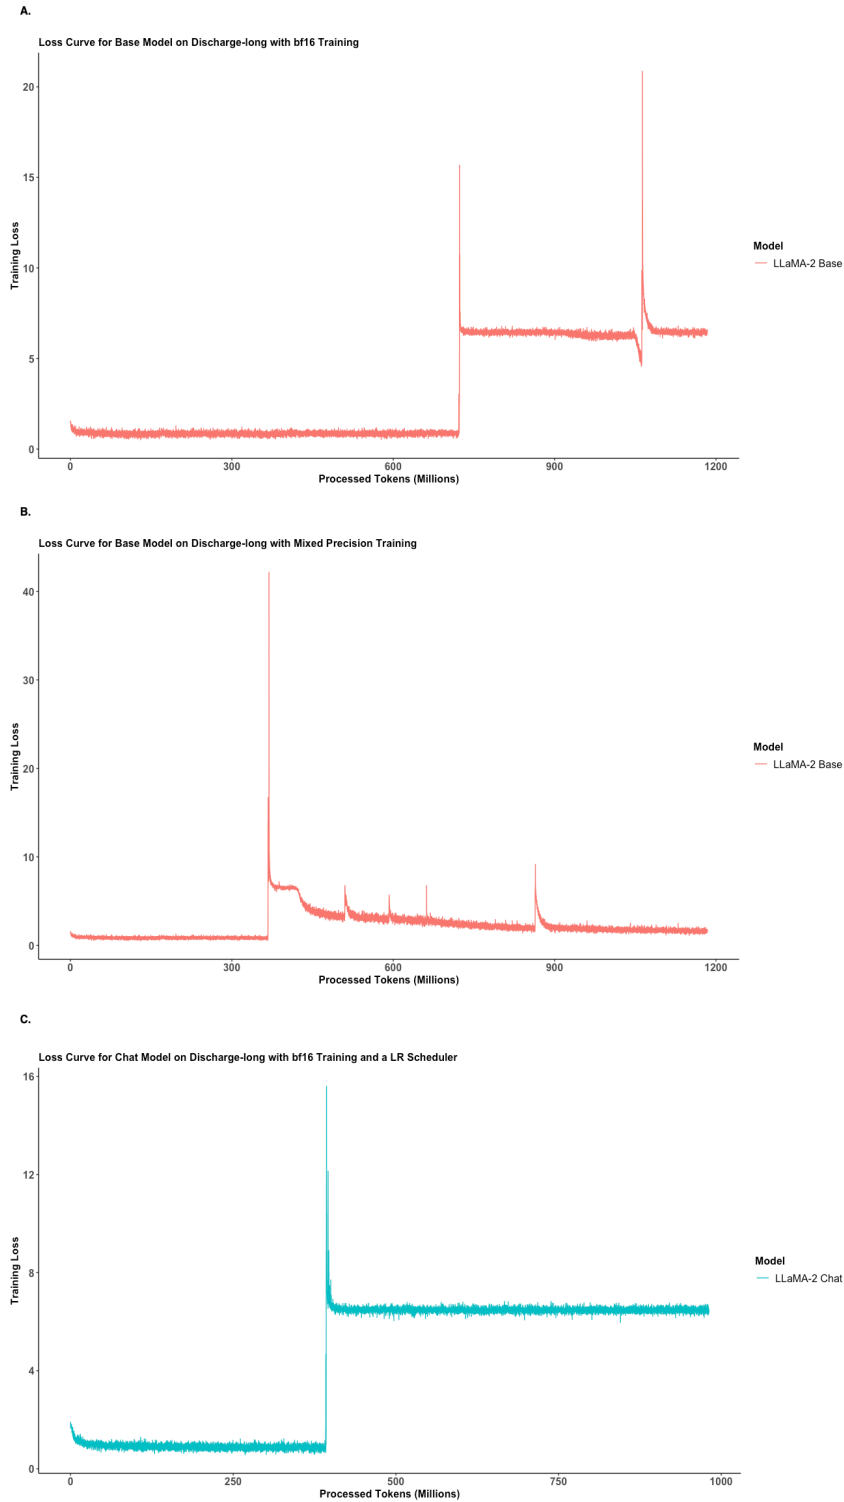 A.
Loss Curve for Base Model on Discharge-long with bf16 Training
20
15
10
5
0
Training Loss
0 300 600 900 1200
Processed Tokens (Millions)
Model
LLaMA-2 Base
B.
Loss Curve for Base Model on Discharge-long with Mixed Precision Training
40
30
20
10
0
Training Loss
0 300 600 900 1200
Processed Tokens (Millions)
Model
LLaMA-2 Base
C.
Loss Curve for Chat Model on Discharge-long with bf16 Training and a LR Scheduler
16
12
8
4
0
Training Loss
0 250 500 750 1000
Processed Tokens (Millions)
Model
LLaMA-2 Chat